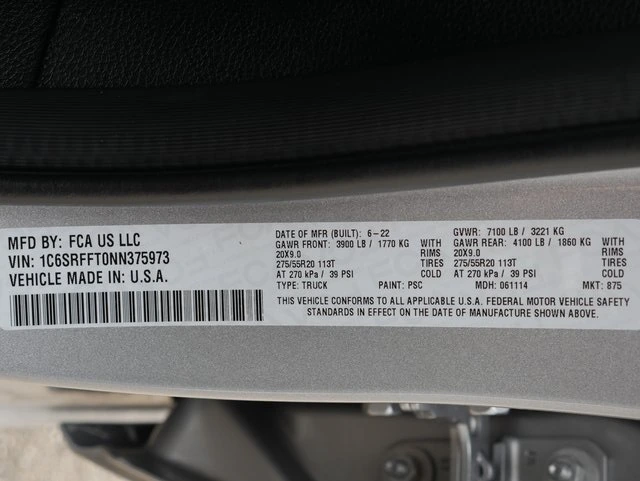 MFD BY: FCA US LLC
VIN: 1C6SRFFT0NN375973
VEHICLE MADE IN: U.S.A.
DATE OF MFR (BUILT): 6-22 GVWR: 7100 LB / 3221 KG
GAWR FRONT: 3900 LB / 1770 KG WITH GAWR REAR: 4100 LB / 1860 KG WITH
20X9.0 RIMS 20X9.0 RIMS
275/55R20 113T TIRES 275/55R20 113T TIRES
AT 270 kPa / 39 PSI COLD AT 270 kPa / 39 PSI COLD
TYPE: TRUCK PAINT: PSC MDH: 061114 MKT: 875
THIS VEHICLE CONFORMS TO ALL APPLICABLE U.S.A. FEDERAL MOTOR VEHICLE SAFETY
STANDARDS IN EFFECT ON THE DATE OF MANUFACTURE SHOWN ABOVE.